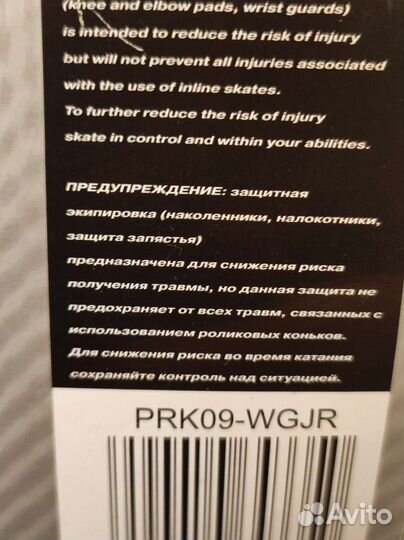 (knee and elbow pads, wrist guards)
is intended to reduce the risk of injury
but will not prevent all injuries associated
with the use of inline skates.
To further reduce the risk of injury
skate in control and within your abilities.
ПРЕДУПРЕЖДЕНИЕ: защитная
экипировка (наколенники, налокотники,
защита запястья)
предназначена для снижения риска
получения травмы, но данная защита не
предохраняет от всех травм, связанных с
использованием роликовых коньков.
Для снижения риска во время катания
сохраняйте контроль над ситуацией.
PRK09-WGJR
Avito